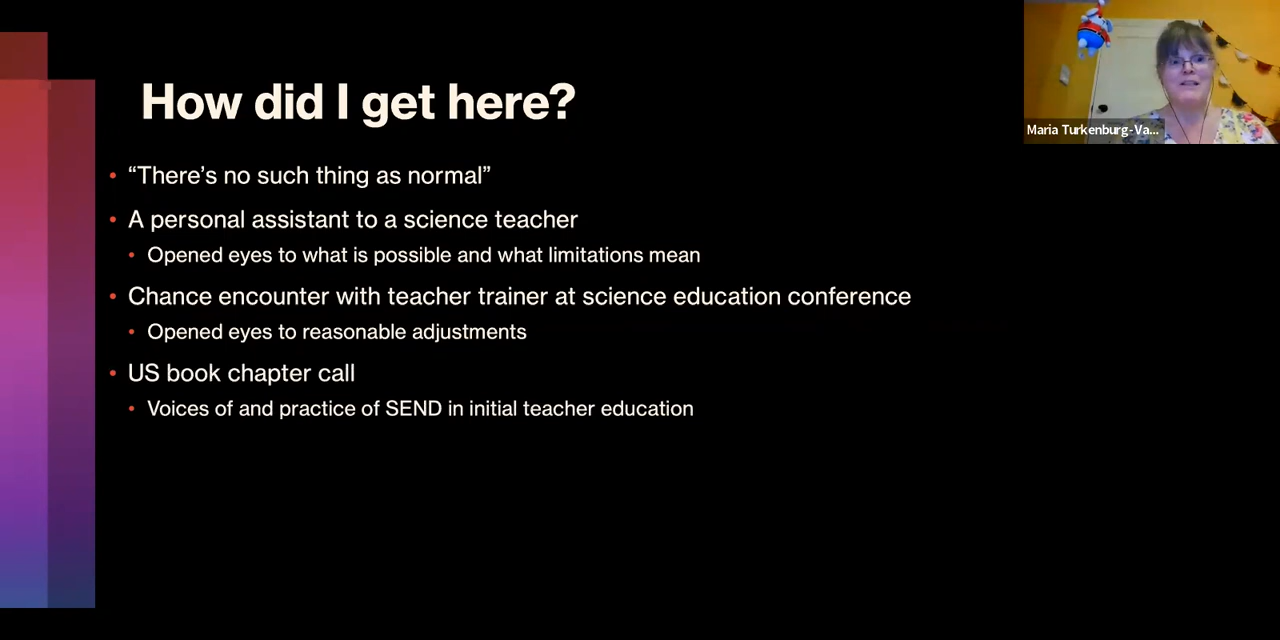 How did I get here?
• “There’s no such thing as normal”
• A personal assistant to a science teacher
• Opened eyes to what is possible and what limitations mean
• Chance encounter with teacher trainer at science education conference
• Opened eyes to reasonable adjustments
• US book chapter call
• Voices of and practice of SEND in initial teacher education
Maria Turkenburg-Va...